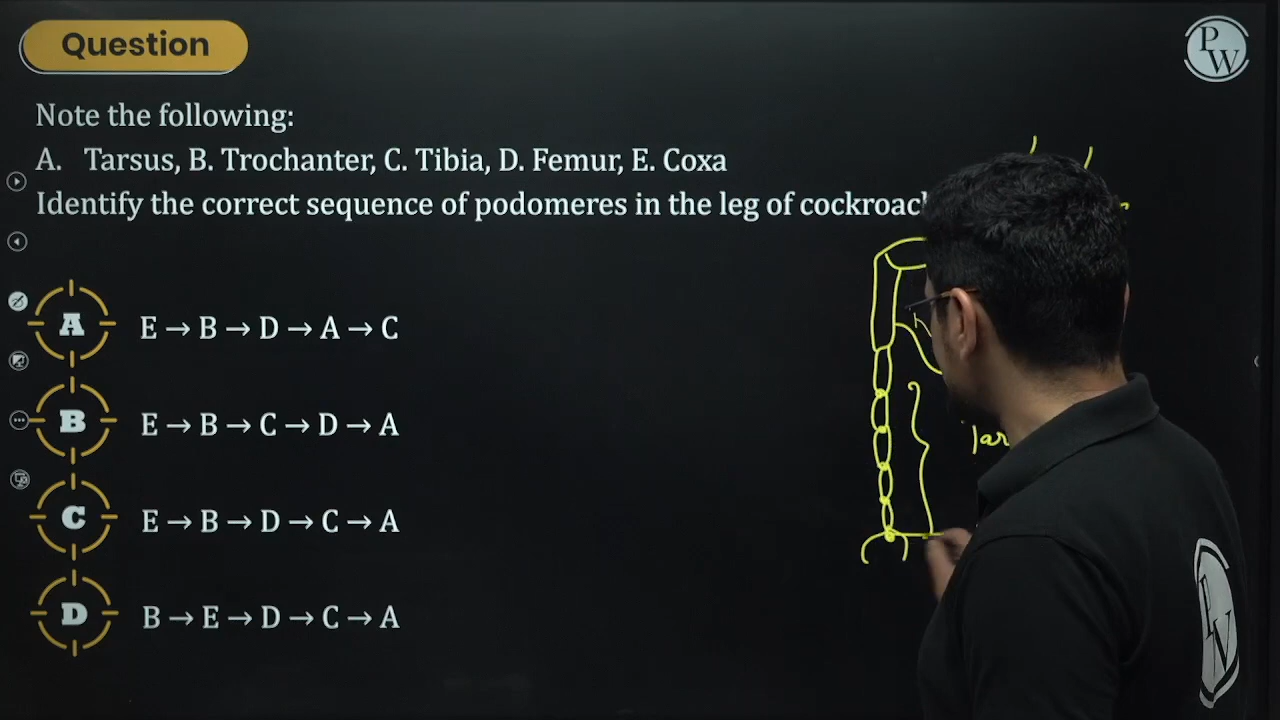 Question
PW
Note the following:
A. Tarsus, B. Trochanter, C. Tibia, D. Femur, E. Coxa
Identify the correct sequence of podomeres in the leg of
A E → B → D → A → C
B E → B → C → D → A
C E → B → D → C → A
D B → E → D → C → A